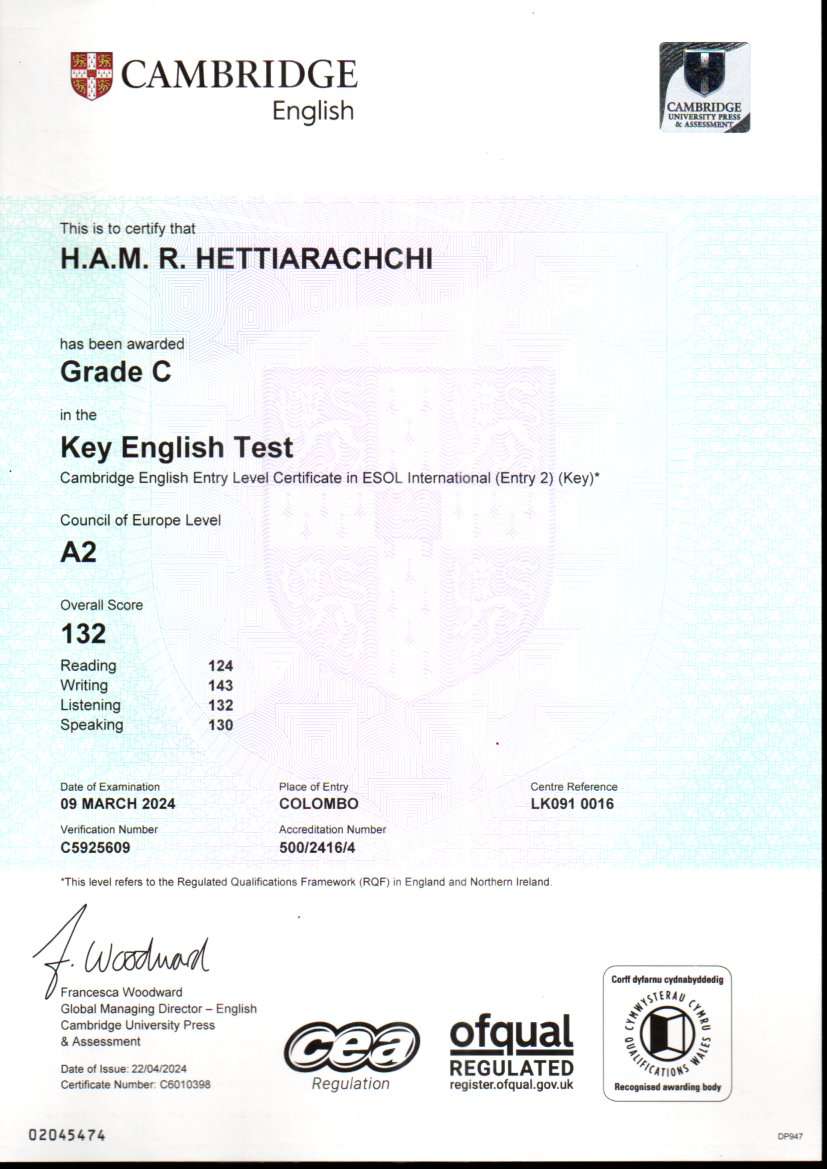 CAMBRIDGE
English
CAMBRIDGE
UNIVERSITY PRESS
& ASSESSMENT
This is to certify that
H.A.M. R. HETTIARACHCHI
has been awarded
Grade C
in the
Key English Test
Cambridge English Entry Level Certificate in ESOL International (Entry 2) (Key)*
Council of Europe Level
A2
Overall Score
132
Reading 124
Writing 143
Listening 132
Speaking 130
Date of Examination Place of Entry Centre Reference
09 MARCH 2024 COLOMBO LK091 0016
Verification Number Accreditation Number
C5925609 500/2416/4
*This level refers to the Regulated Qualifications Framework (RQF) in England and Northern Ireland.
F. Woodward
Francesca Woodward
Global Managing Director – English
Cambridge University Press
& Assessment
Date of Issue: 22/04/2024
Certificate Number: C6010398
cea
Regulation
ofqual
REGULATED
register.ofqual.gov.uk
Corff dyfarnu cydnabyddedig
CYMWYSTERAU CYMRU
QUALIFICATIONS WALES
Recognised awarding body
02045474
DP947